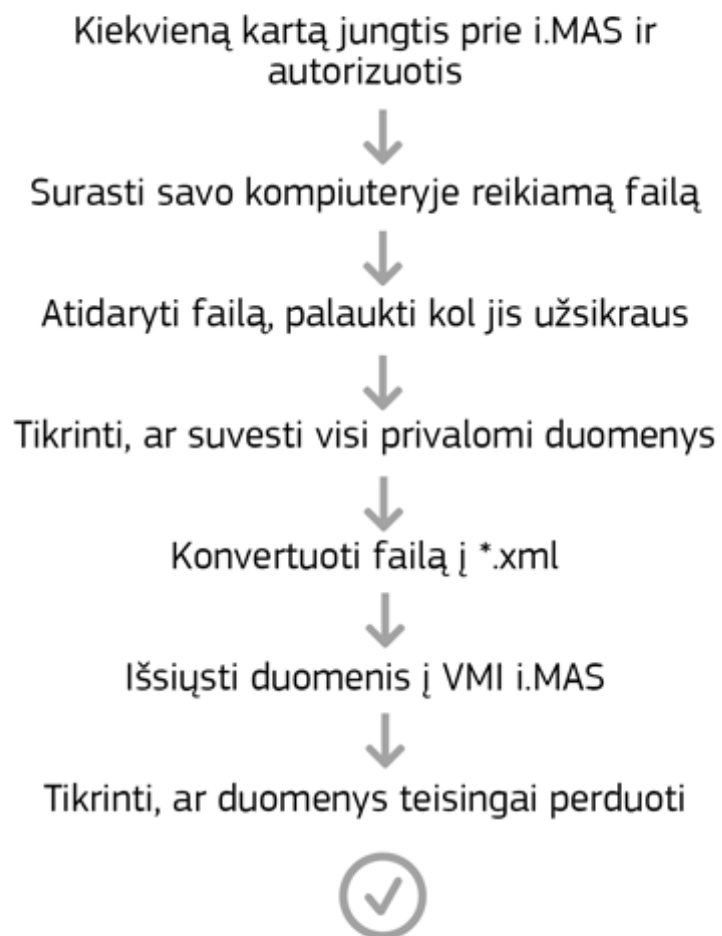 Kiekvieną kartą jungtis prie i.MAS ir
autorizuotis
Surasti savo kompiuteryje reikiamą failą
Atidaryti failą, palaukti kol jis užsikraus
Tikrinti, ar suvesti visi privalomi duomenys
Konvertuoti failą į *.xml
Išsiųsti duomenis į VMI i.MAS
Tikrinti, ar duomenys teisingai perduoti